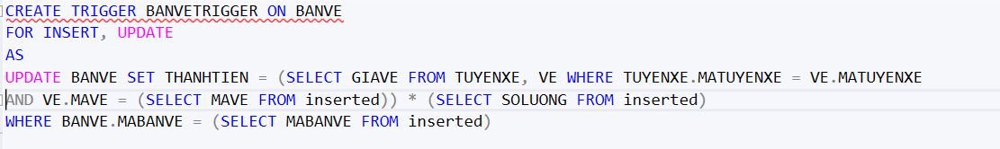 CREATE TRIGGER BANVETRIGGER ON BANVE
FOR INSERT, UPDATE
AS
UPDATE BANVE SET THANHTIEN = (SELECT GIAVE FROM TUYENXE, VE WHERE TUYENXE.MATUYENXE = VE.MATUYENXE
AND VE.MAVE = (SELECT MAVE FROM inserted)) * (SELECT SOLUONG FROM inserted)
WHERE BANVE.MABANVE = (SELECT MABANVE FROM inserted)